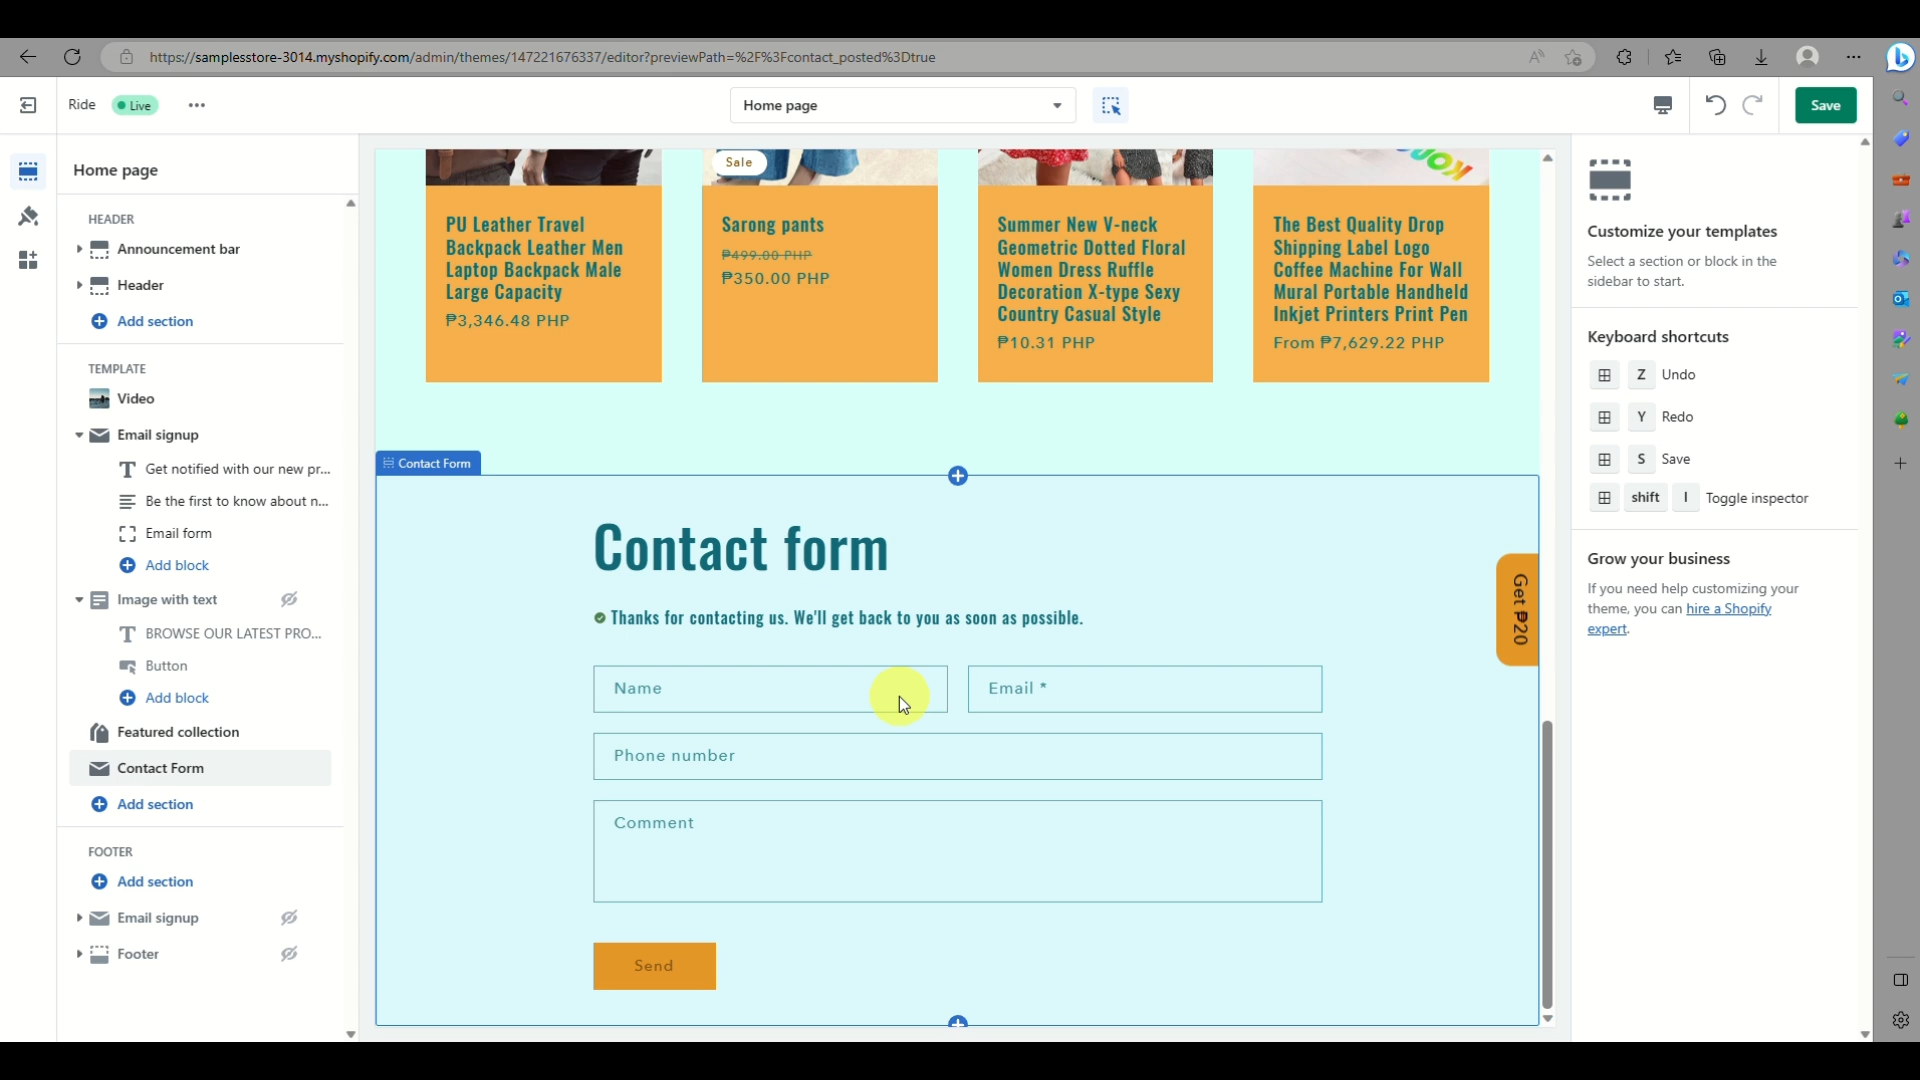 https://samplesstore-3014.myshopify.com/admin/themes/147221676337/editor?previewPath=%2F%3Fcontact_posted%3Dtrue
Ride
Live
Home page
Save
Home page
HEADER
Announcement bar
Header
Add section
TEMPLATE
Video
Email signup
Get notified with our new pr...
Be the first to know about n...
Email form
Add block
Image with text
BROWSE OUR LATEST PRO...
Button
Add block
Featured collection
Contact Form
Add section
FOOTER
Add section
Email signup
Footer
PU Leather Travel
Backpack Leather Men
Laptop Backpack Male
Large Capacity
₱3,346.48 PHP
Sale
Sarong pants
₱499.00 PHP
₱350.00 PHP
Summer New V-neck
Geometric Dotted Floral
Women Dress Ruffle
Decoration X-type Sexy
Country Casual Style
₱10.31 PHP
The Best Quality Drop
Shipping Label Logo
Coffee Machine For Wall
Mural Portable Handheld
Inkjet Printers Print Pen
From ₱7,629.22 PHP
Contact Form
Contact form
Thanks for contacting us. We'll get back to you as soon as possible.
Name
Email *
Phone number
Comment
Send
Get ₱20
Customize your templates
Select a section or block in the
sidebar to start.
Keyboard shortcuts
Z Undo
Y Redo
S Save
shift I Toggle inspector
Grow your business
If you need help customizing your
theme, you can hire a Shopify
expert.